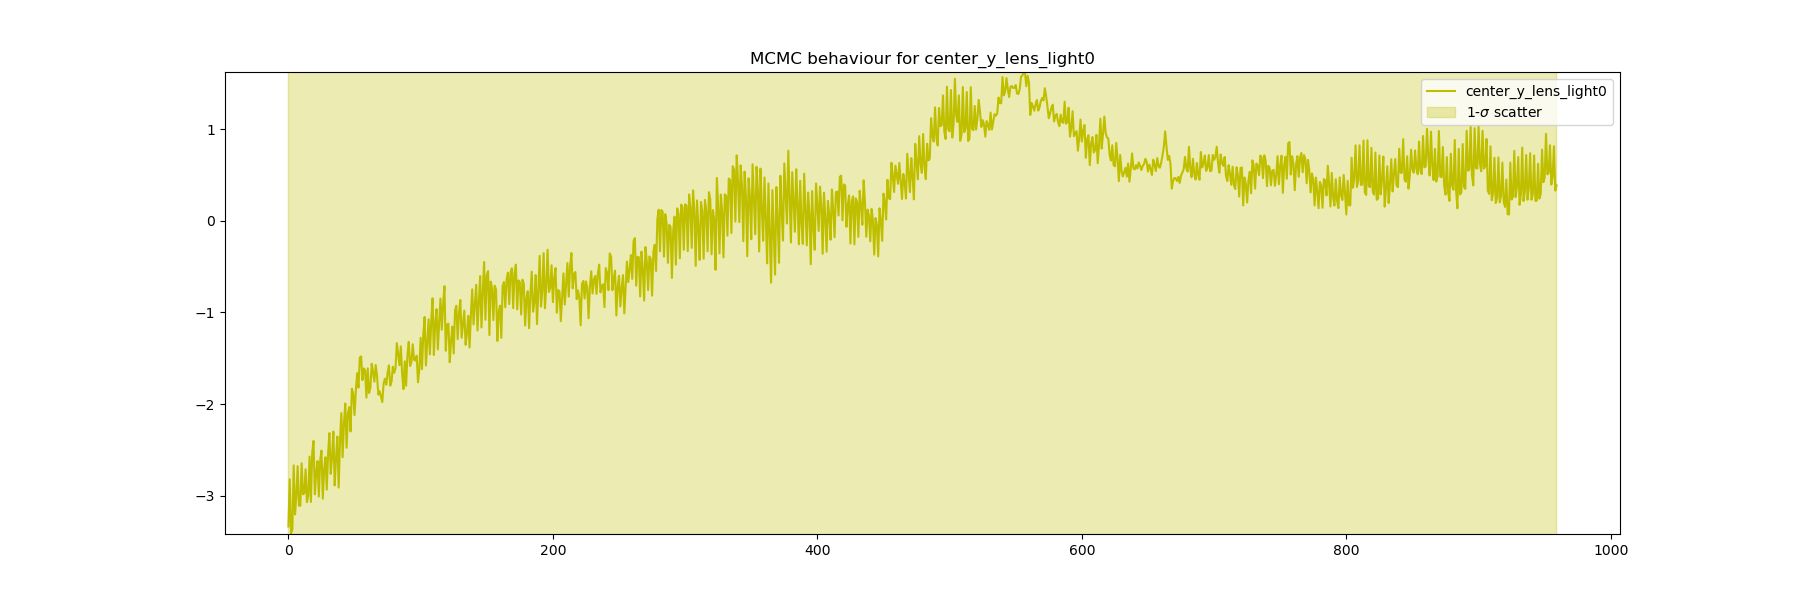 MCMC behaviour for center_y_lens_light0
center_y_lens_light0
1-σ scatter
1
0
−1
−2
−3
0 200 400 600 800 1000